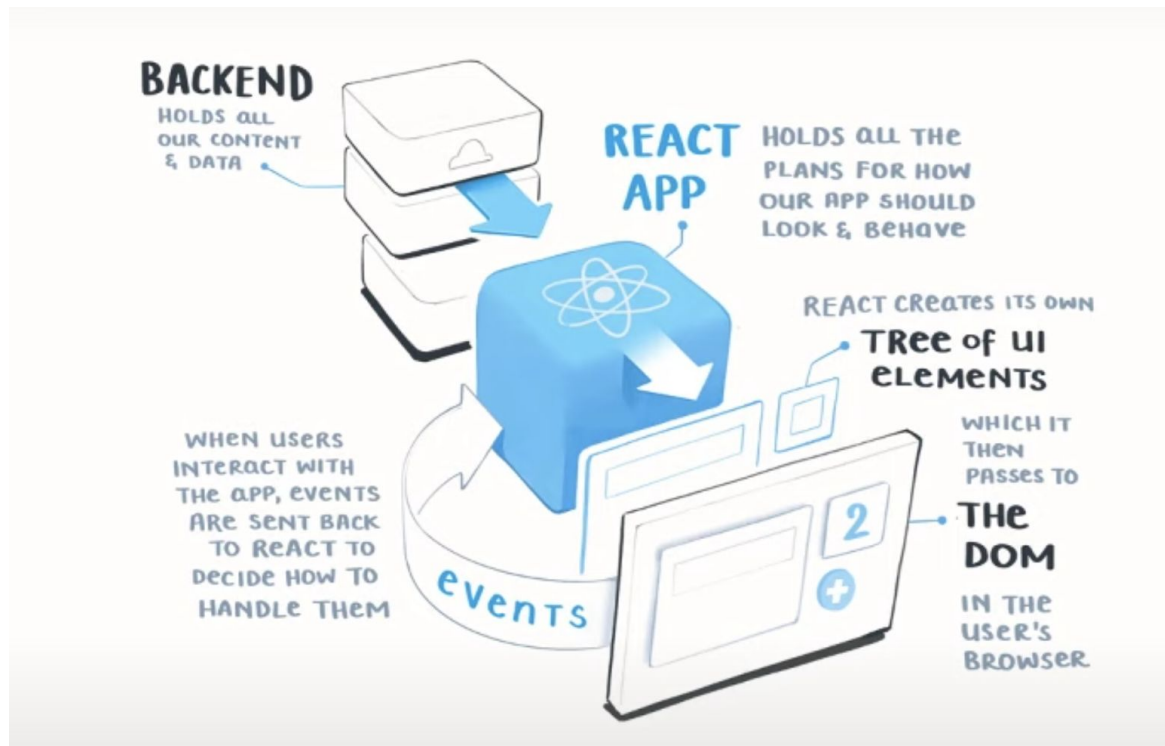 BACKEND
HOLDS ALL
OUR CONTENT
& DATA
REACT
APP
HOLDS ALL THE
PLANS FOR HOW
OUR APP SHOULD
LOOK & BEHAVE
REACT CREATES ITS OWN
TREE OF UI
ELEMENTS
WHICH IT
THEN
PASSES TO
THE
DOM
IN THE
USER'S
BROWSER
2
WHEN USERS
INTERACT WITH
THE APP, EVENTS
ARE SENT BACK
TO REACT TO
DECIDE HOW TO
HANDLE THEM
events